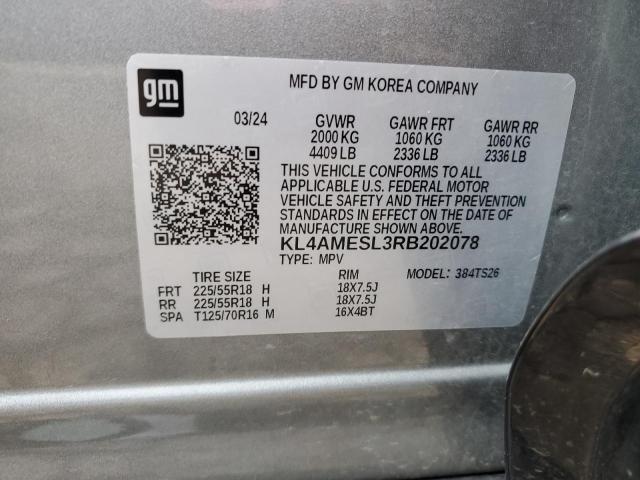 gm
MFD BY GM KOREA COMPANY
03/24 GVWR GAWR FRT GAWR RR
2000 KG 1060 KG 1060 KG
4409 LB 2336 LB 2336 LB
THIS VEHICLE CONFORMS TO ALL
APPLICABLE U.S. FEDERAL MOTOR
VEHICLE SAFETY AND THEFT PREVENTION
STANDARDS IN EFFECT ON THE DATE OF
MANUFACTURE SHOWN ABOVE.
KL4AMESL3RB202078
TYPE: MPV MODEL: 384TS26
TIRE SIZE RIM
FRT 225/55R18 H 18X7.5J
RR 225/55R18 H 18X7.5J
SPA T125/70R16 M 16X4BT